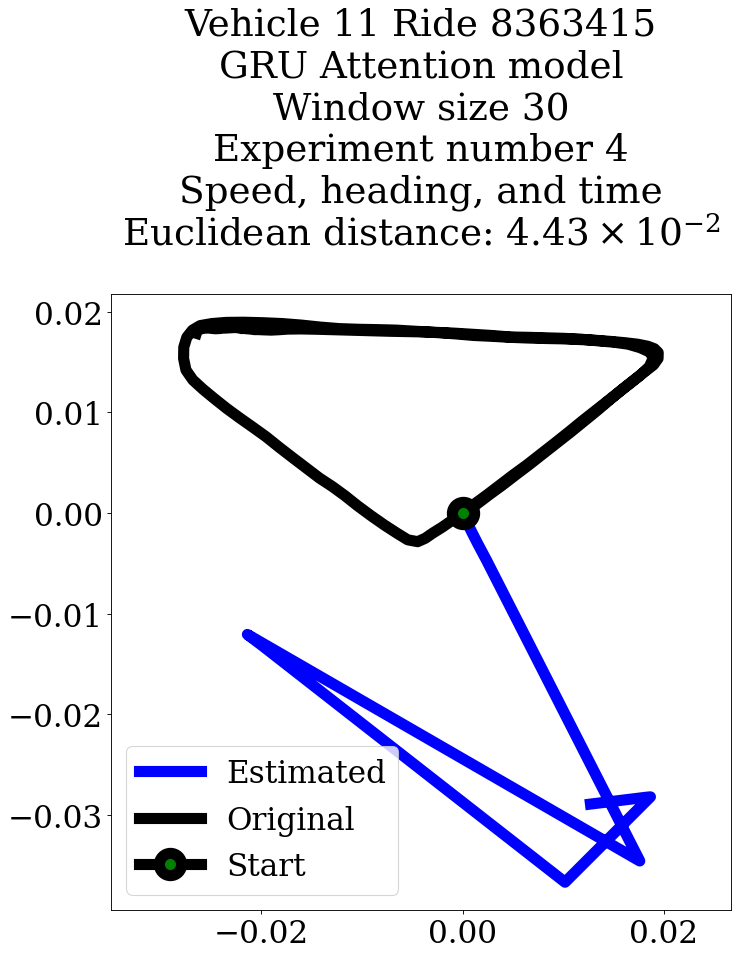 Vehicle 11 Ride 8363415
GRU Attention model
Window size 30
Experiment number 4
Speed, heading, and time
Euclidean distance: 4.43 × 10⁻²
0.02
0.01
0.00
−0.01
−0.02
−0.03
Estimated
Original
Start
−0.02 0.00 0.02